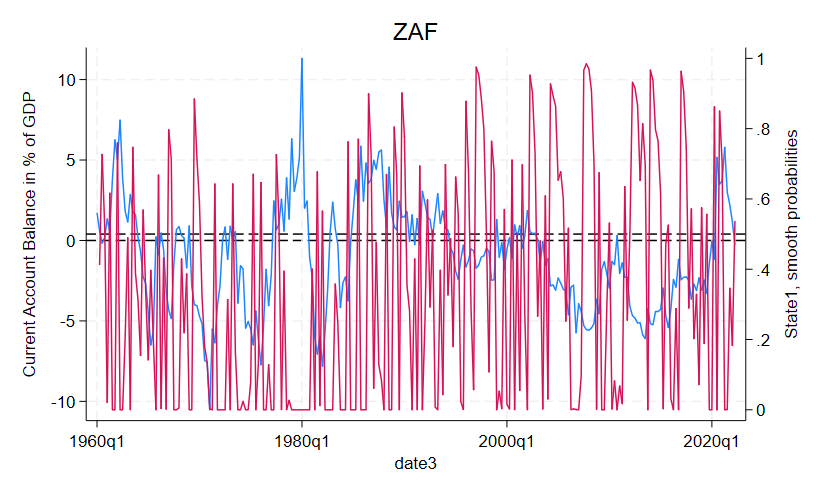 ZAF
Current Account Balance in % of GDP
10
5
0
-5
-10
1
.8
.6
.4
.2
0
State1, smooth probabilities
1960q1
1980q1
2000q1
2020q1
date3